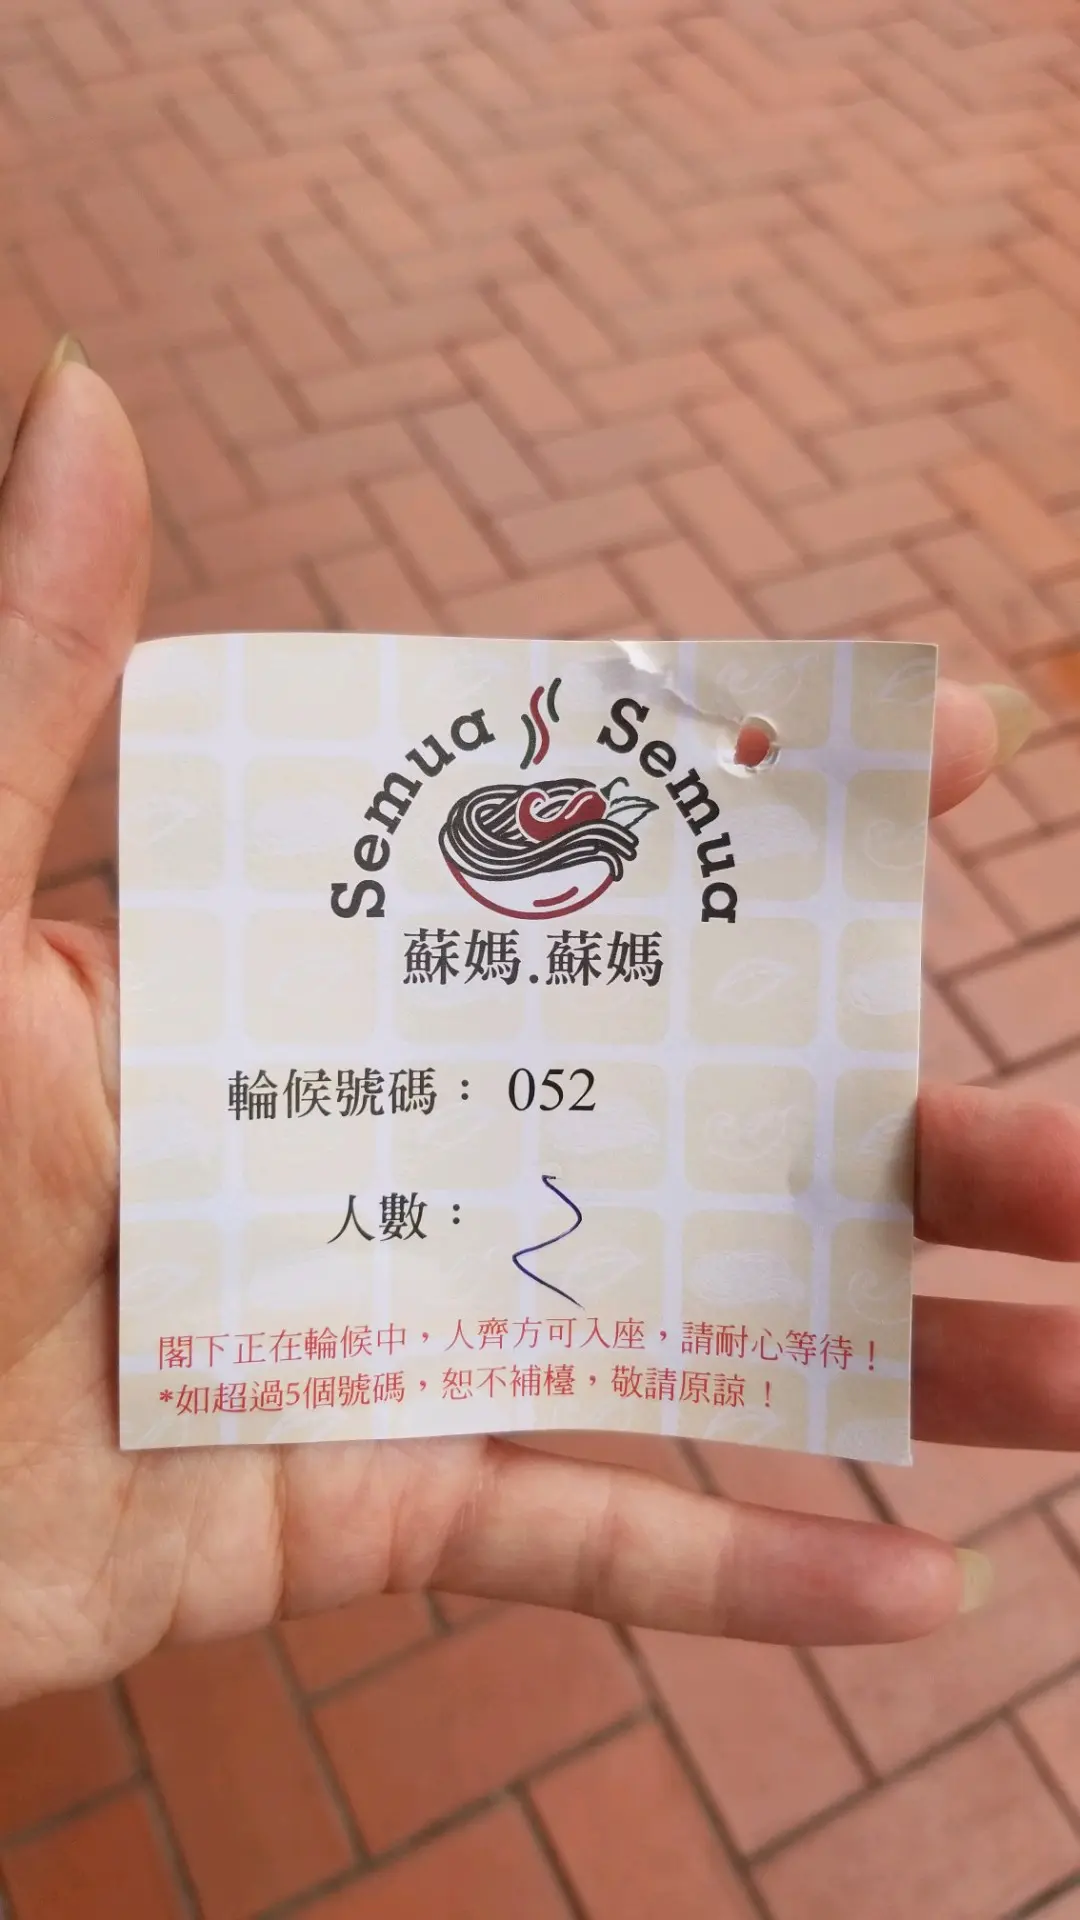 Semua Semua
蘇媽.蘇媽
輪候號碼： 052
人數： 2
閣下正在輪候中，人齊方可入座，請耐心等待！
*如超過5個號碼，恕不補檯，敬請原諒！